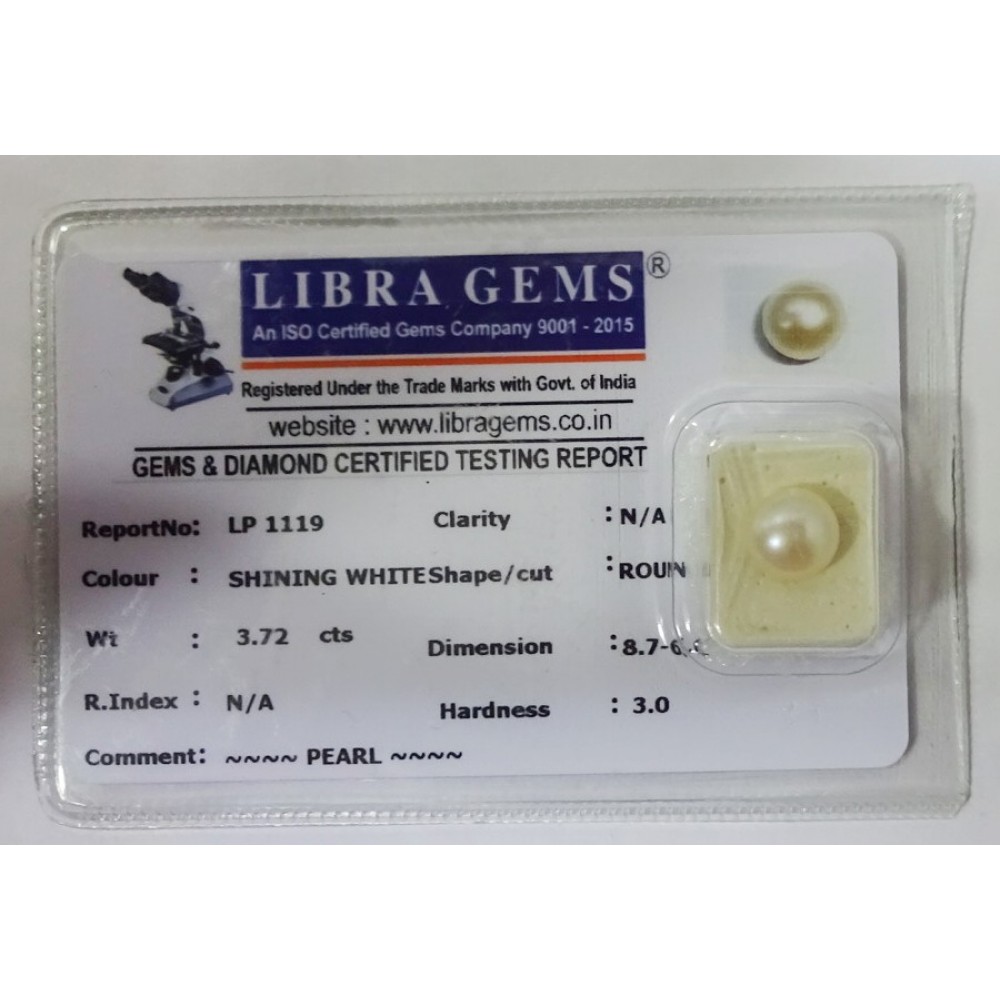 LIBRA GEMS ®
An ISO Certified Gems Company 9001 - 2015
Registered Under the Trade Marks with Govt. of India
website : www.libragems.co.in
GEMS & DIAMOND CERTIFIED TESTING REPORT
ReportNo: LP 1119 Clarity : N/A
Colour : SHINING WHITE Shape/cut :
Wt : 3.72 cts Dimension :
R.Index : N/A Hardness : 3.0
Comment: ~~~~ PEARL ~~~~